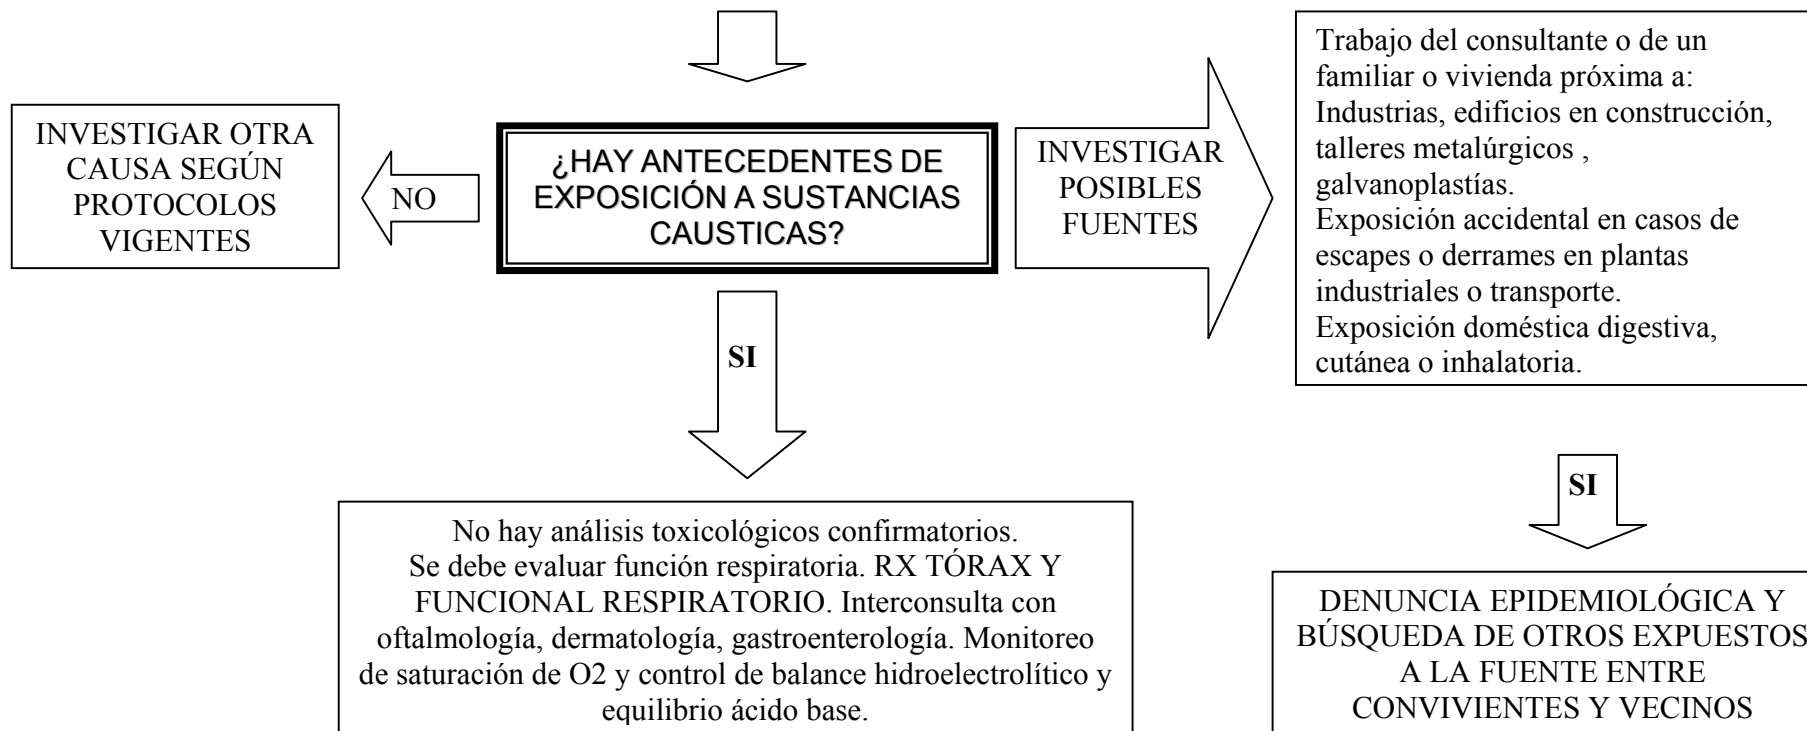 INVESTIGAR OTRA
CAUSA SEGÚN
PROTOCOLOS
VIGENTES
NO
¿HAY ANTECEDENTES DE
EXPOSICIÓN A SUSTANCIAS
CAUSTICAS?
INVESTIGAR
POSIBLES
FUENTES
Trabajo del consultante o de un
familiar o vivienda próxima a:
Industrias, edificios en construcción,
talleres metalúrgicos ,
galvanoplastías.
Exposición accidental en casos de
escapes o derrames en plantas
industriales o transporte.
Exposición doméstica digestiva,
cutánea o inhalatoria.
SI
SI
No hay análisis toxicológicos confirmatorios.
Se debe evaluar función respiratoria. RX TÓRAX Y
FUNCIONAL RESPIRATORIO. Interconsulta con
oftalmología, dermatología, gastroenterología. Monitoreo
de saturación de O2 y control de balance hidroelectrolítico y
equilibrio ácido base.
DENUNCIA EPIDEMIOLÓGICA Y
BÚSQUEDA DE OTROS EXPUESTOS
A LA FUENTE ENTRE
CONVIVIENTES Y VECINOS